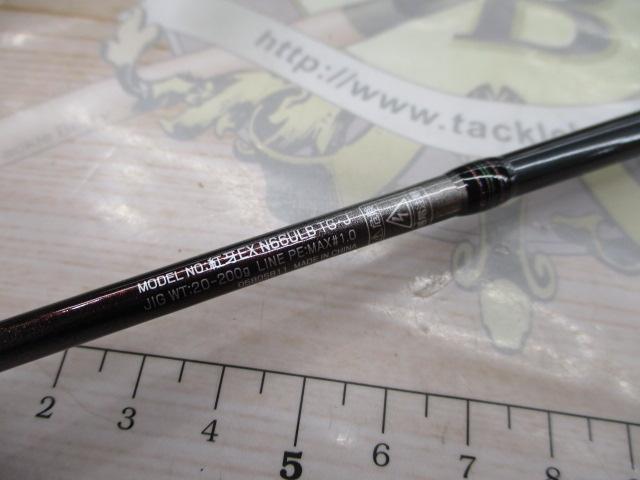 B
http://www.tackleb
MODEL NO.:紅牙EX N66ULB TG・J
JIG WT:20-200g LINE PE:MAX#1.0
MADE IN CHINA
2 3 4 5 6 7 8